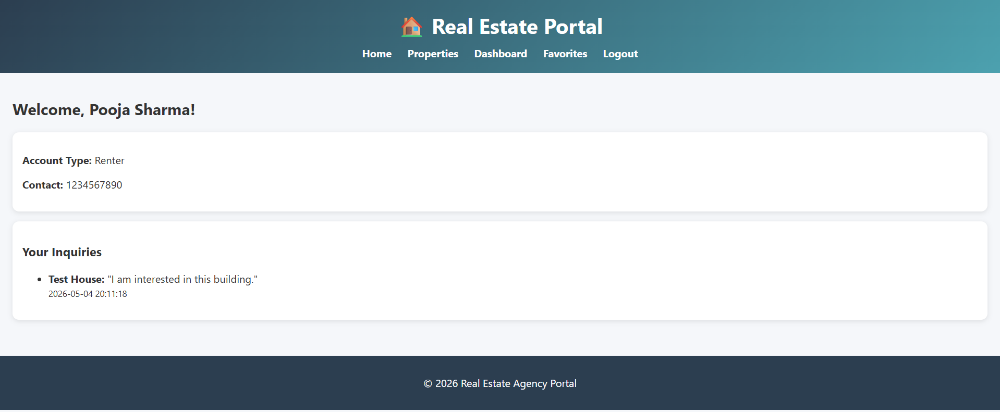 Real Estate Portal
Home Properties Dashboard Favorites Logout
Welcome, Pooja Sharma!
Account Type: Renter
Contact: 1234567890
Your Inquiries
Test House: "I am interested in this building."
2026-05-04 20:11:18
© 2026 Real Estate Agency Portal